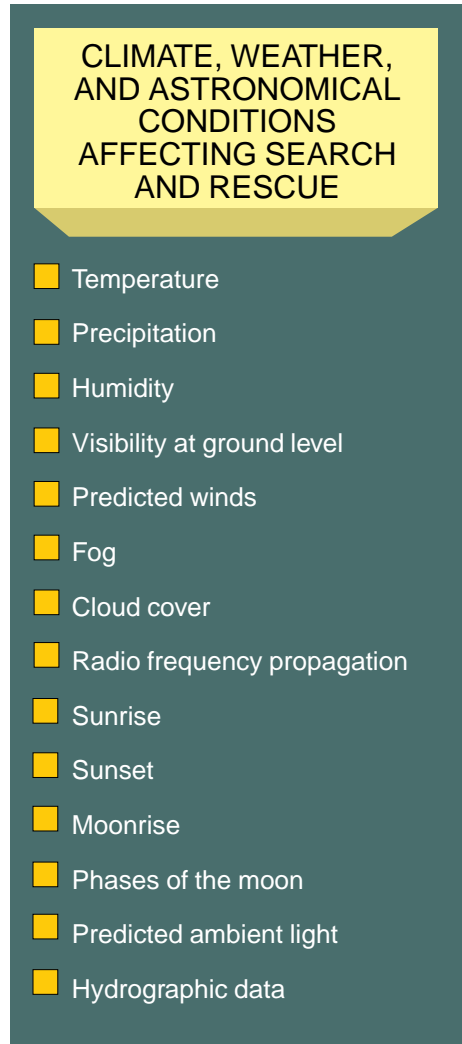 CLIMATE, WEATHER,
AND ASTRONOMICAL
CONDITIONS
AFFECTING SEARCH
AND RESCUE
Temperature
Precipitation
Humidity
Visibility at ground level
Predicted winds
Fog
Cloud cover
Radio frequency propagation
Sunrise
Sunset
Moonrise
Phases of the moon
Predicted ambient light
Hydrographic data